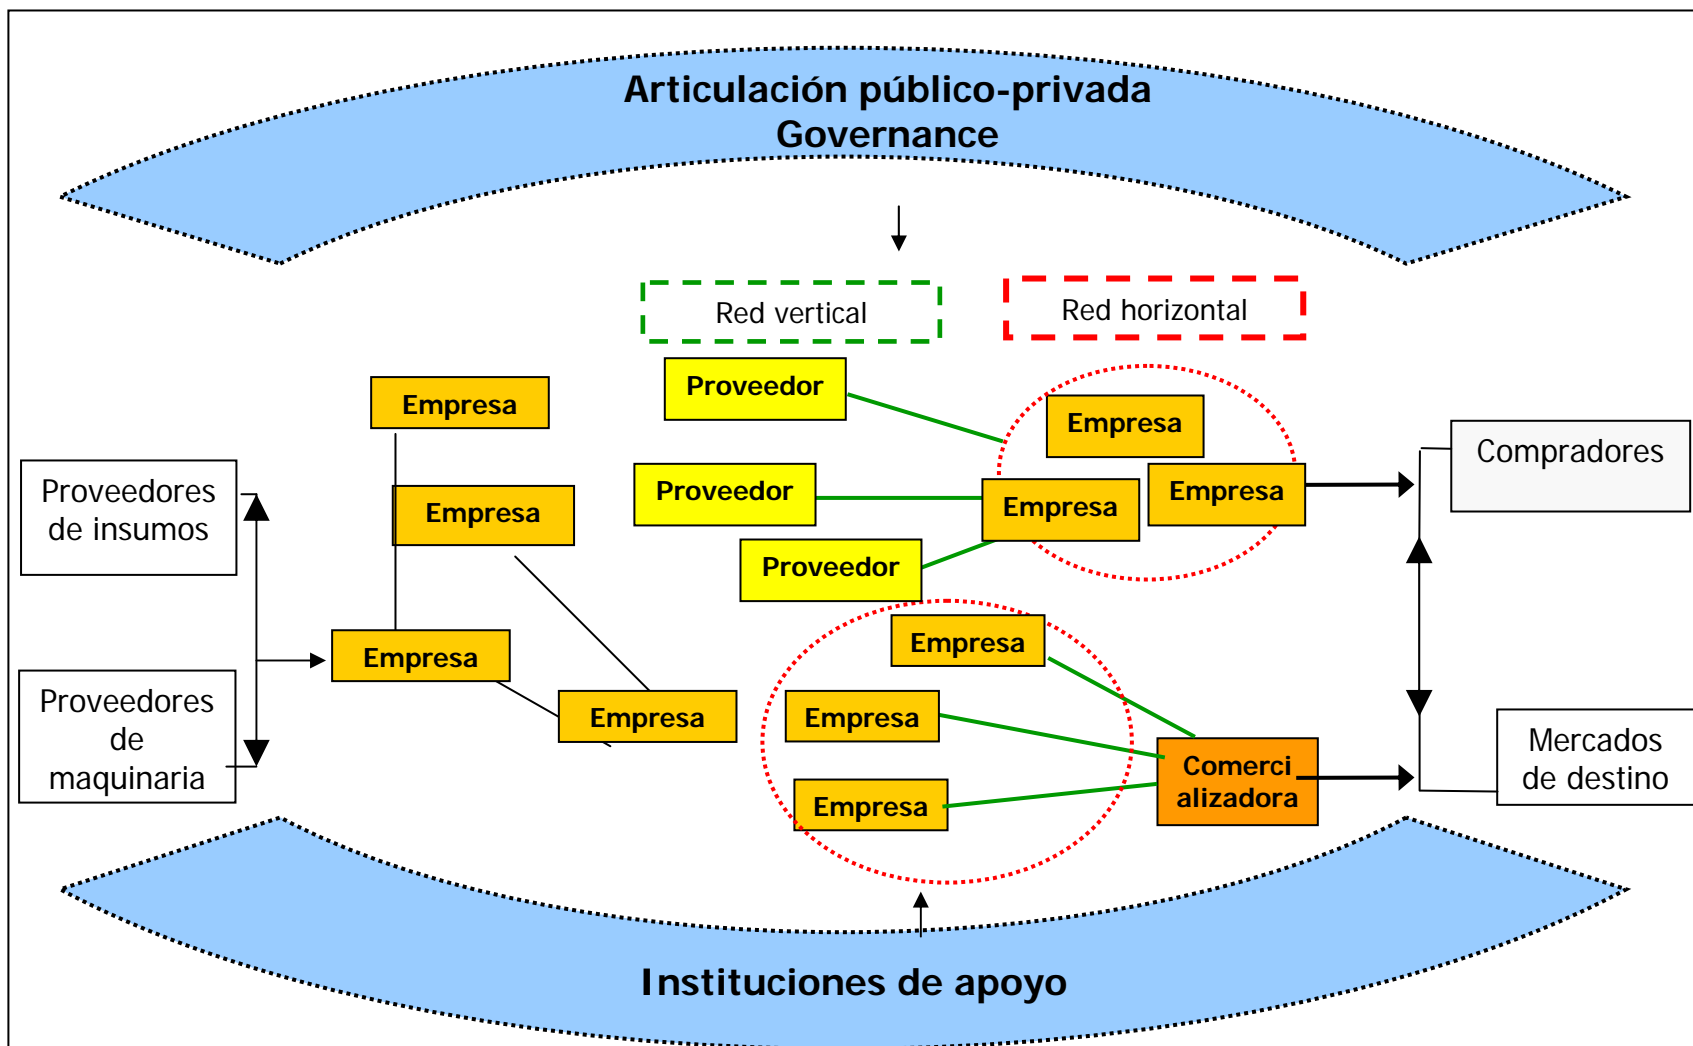 Articulación público-privada
Governance
Red vertical
Red horizontal
Proveedor
Empresa
Empresa
Compradores
Proveedores
de insumos
Empresa
Proveedor
Empresa
Empresa
Proveedor
Empresa
Empresa
Proveedores
de
maquinaria
Empresa
Empresa
Empresa
Comerci
alizadora
Mercados
de destino
Instituciones de apoyo